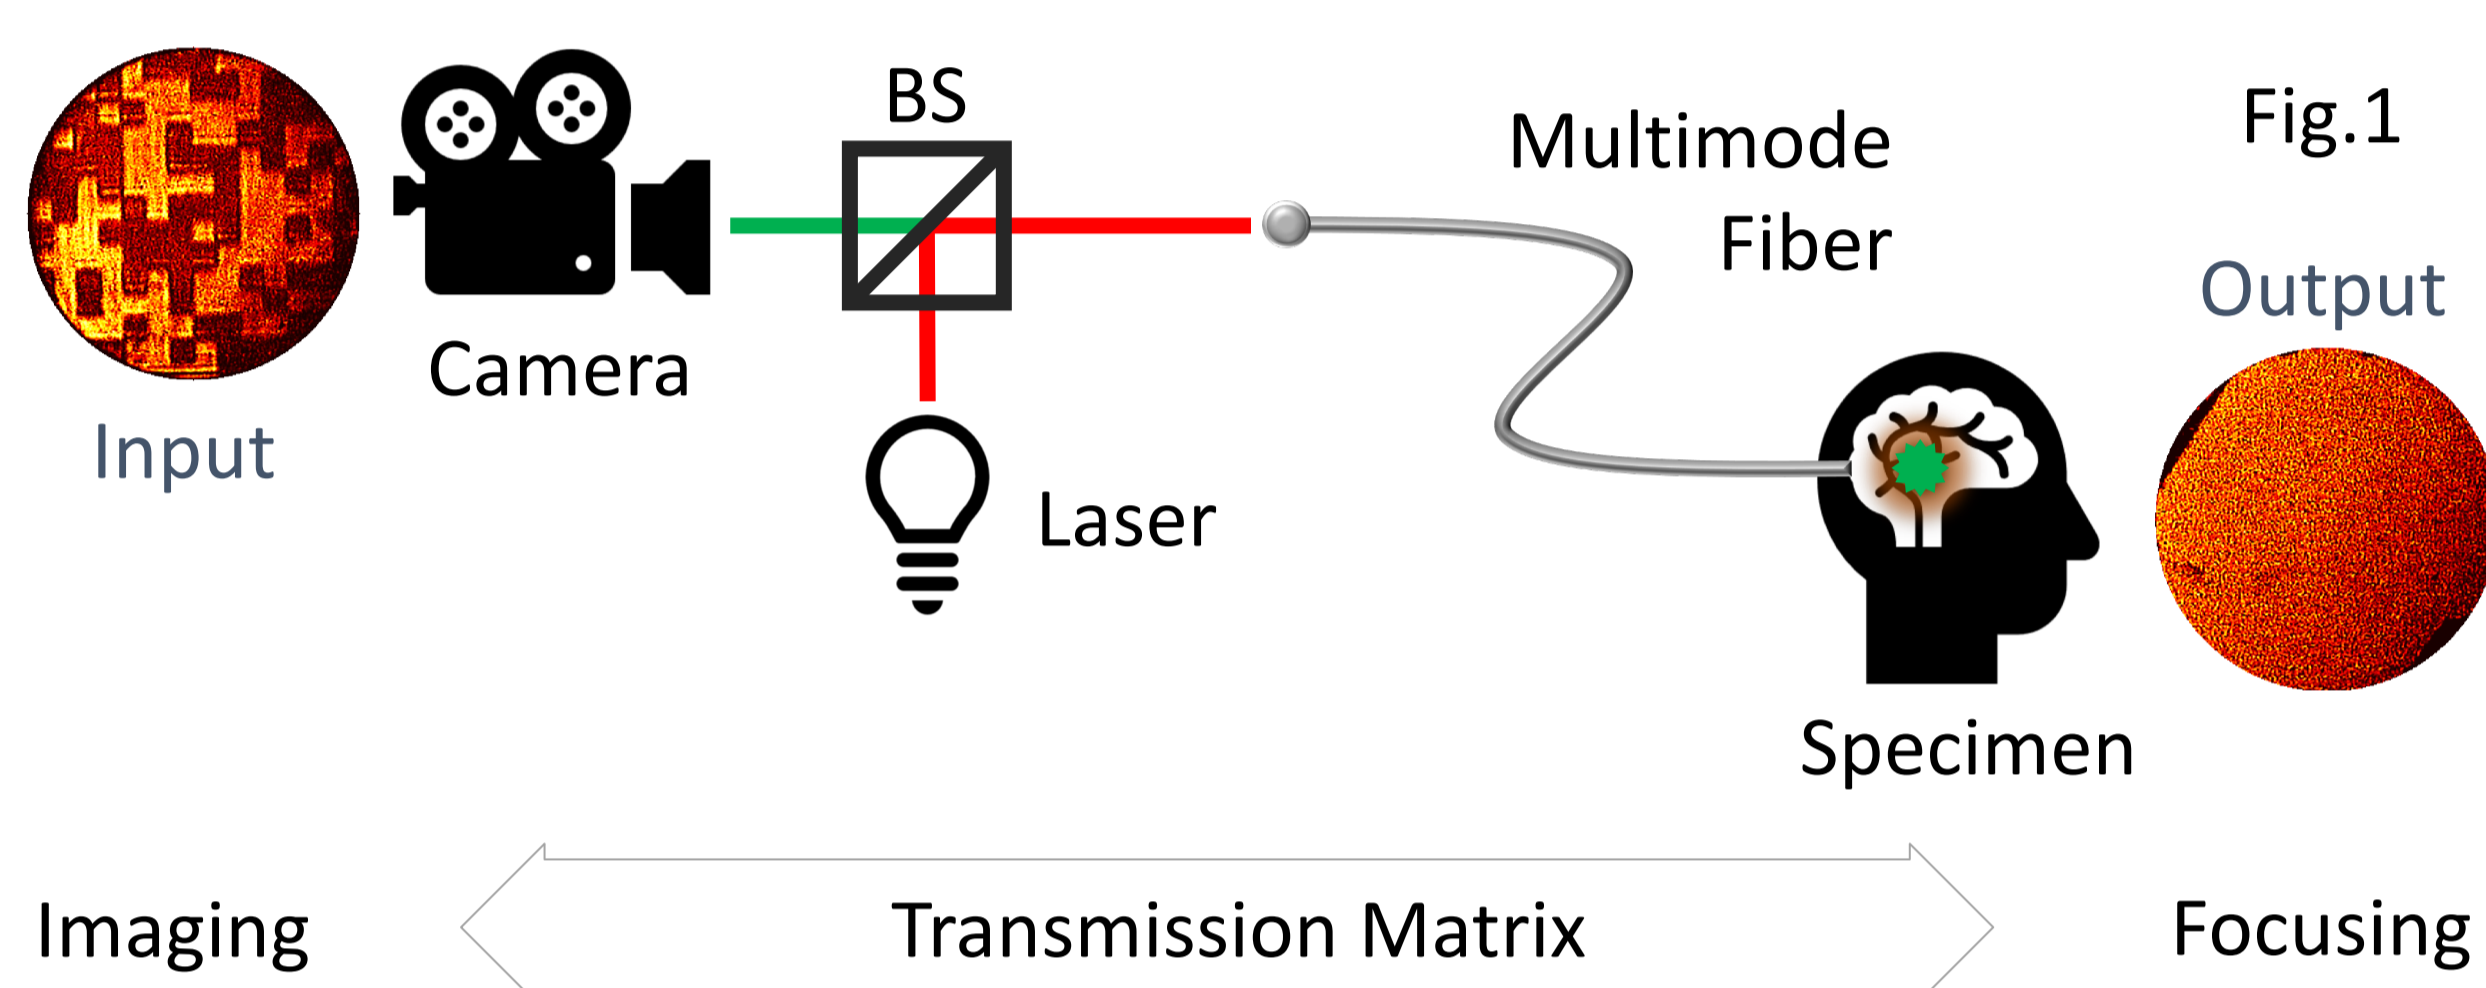 BS
Multimode
Fiber
Fig.1
Output
Camera
Input
Laser
Specimen
Imaging
Transmission Matrix
Focusing